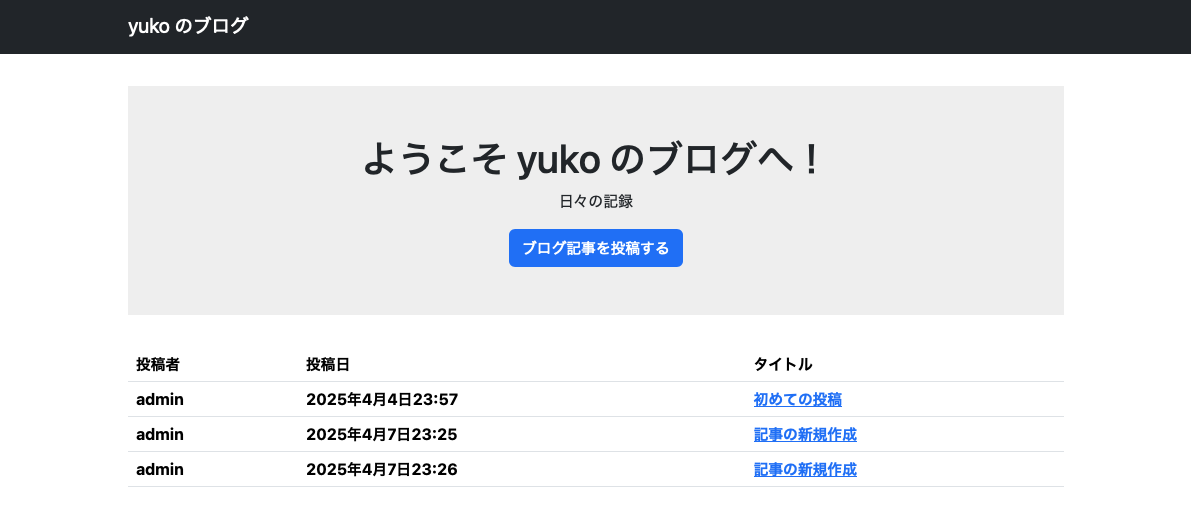 yuko のブログ
ようこそ yuko のブログへ！
日々の記録
ブログ記事を投稿する
投稿者 投稿日 タイトル
admin 2025年4月4日23:57 初めての投稿
admin 2025年4月7日23:25 記事の新規作成
admin 2025年4月7日23:26 記事の新規作成